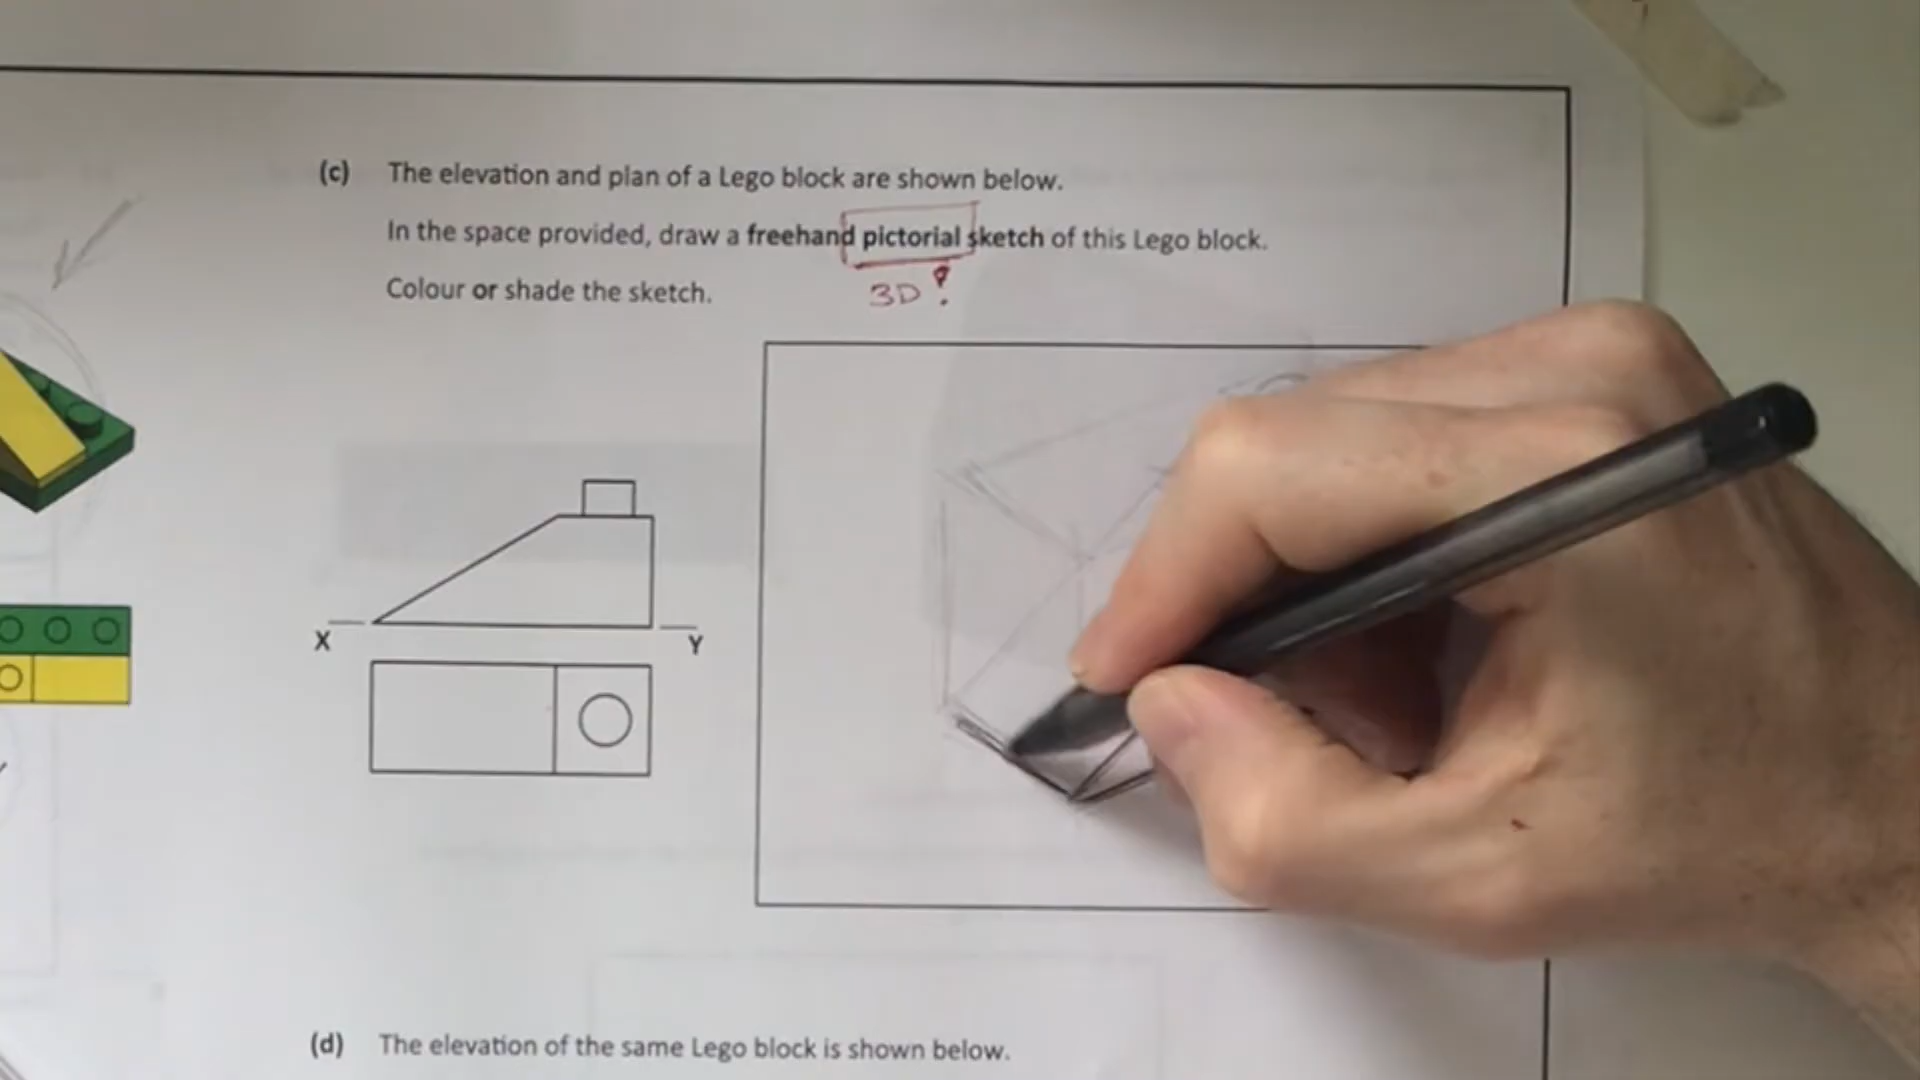 (c) The elevation and plan of a Lego block are shown below.
In the space provided, draw a freehand pictorial sketch of this Lego block.
Colour or shade the sketch.
3D?
X
Y
(d) The elevation of the same Lego block is shown below.